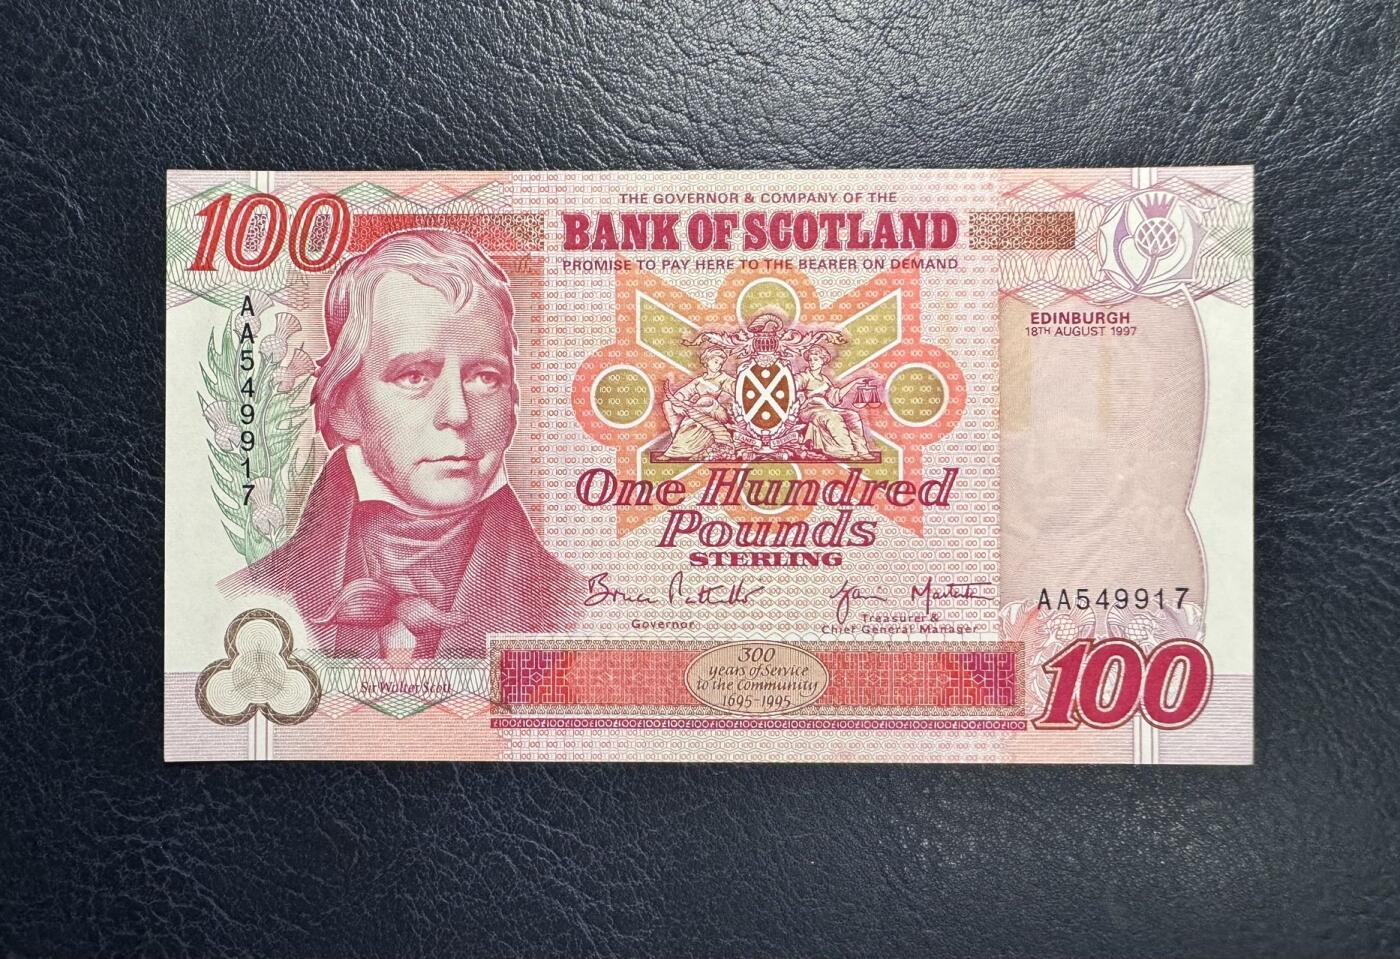 100
THE GOVERNOR & COMPANY OF THE
BANK OF SCOTLAND
PROMISE TO PAY HERE TO THE BEARER ON DEMAND
AA549917
EDINBURGH
18TH AUGUST 1997
One Hundred
Pounds
STERLING
Governor
Treasurer &
Chief General Manager
AA549917
300
years of Service
to the Community
1695-1995
Sir Walter Scott
100